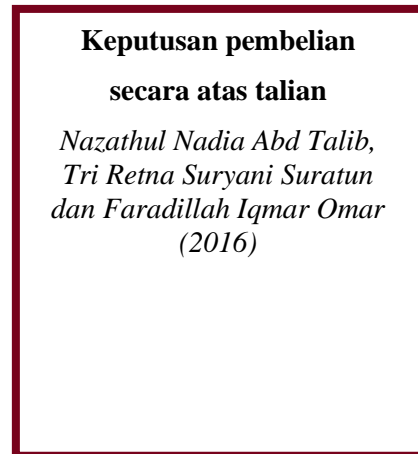 Keputusan pembelian
secara atas talian
Nazathul Nadia Abd Talib,
Tri Retna Suryani Suratun
dan Faradillah Iqmar Omar
(2016)